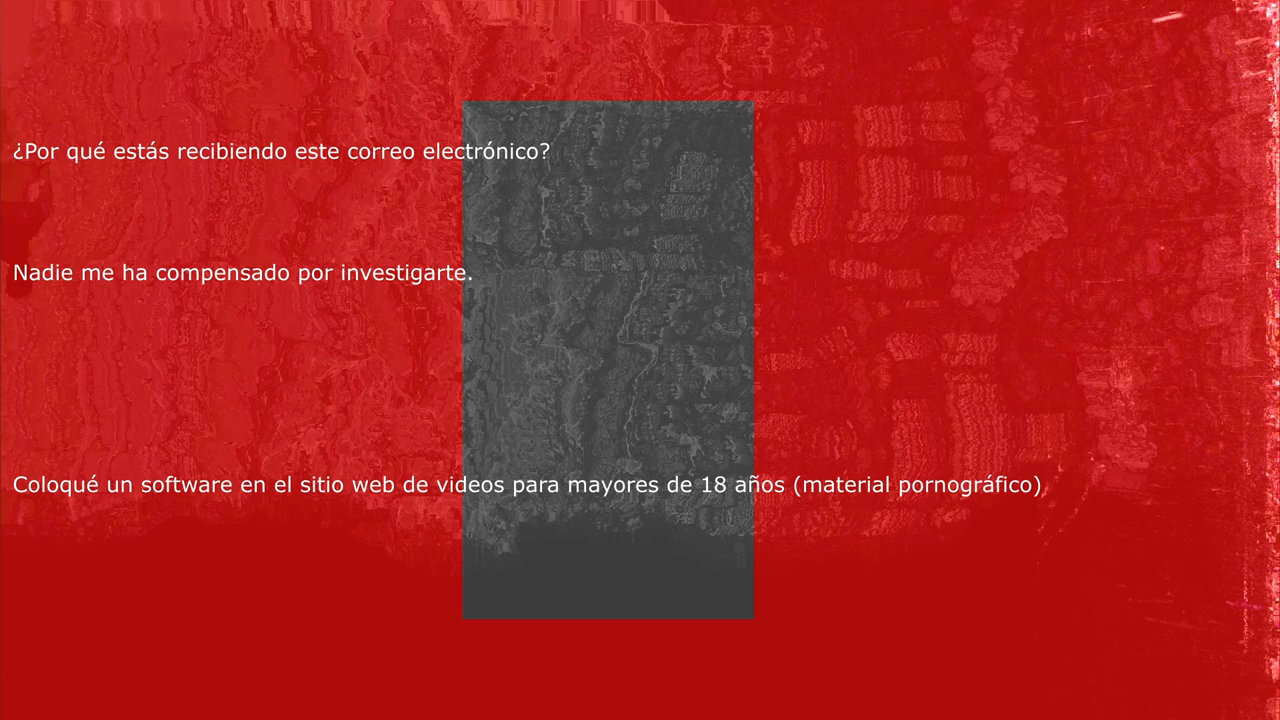 ¿Por qué estás recibiendo este correo electrónico?
Nadie me ha compensado por investigarte.
Coloqué un software en el sitio web de videos para mayores de 18 años (material pornográfico)